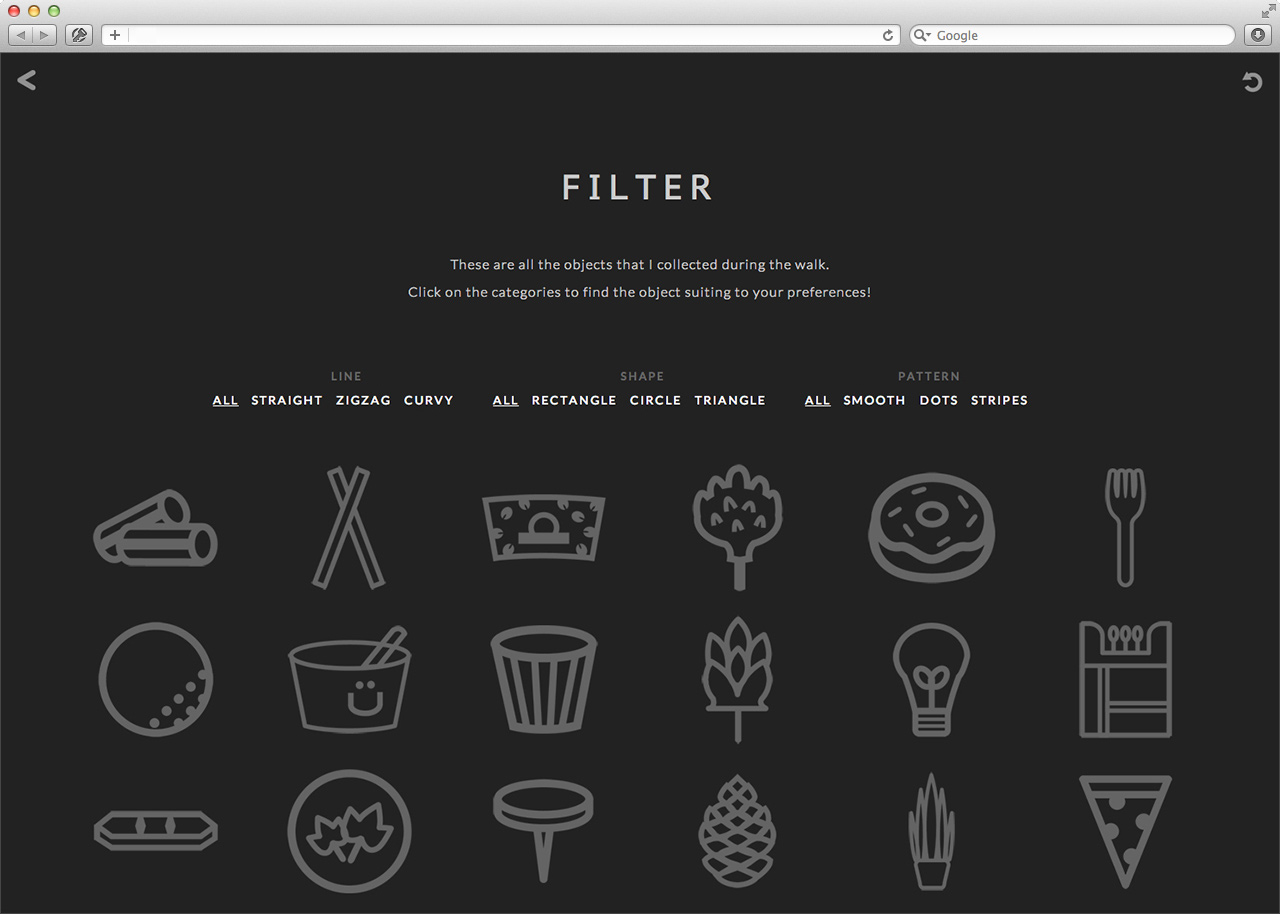 Google
FILTER
These are all the objects that I collected during the walk.
Click on the categories to find the object suiting to your preferences!
LINE SHAPE PATTERN
ALL STRAIGHT ZIGZAG CURVY ALL RECTANGLE CIRCLE TRIANGLE ALL SMOOTH DOTS STRIPES